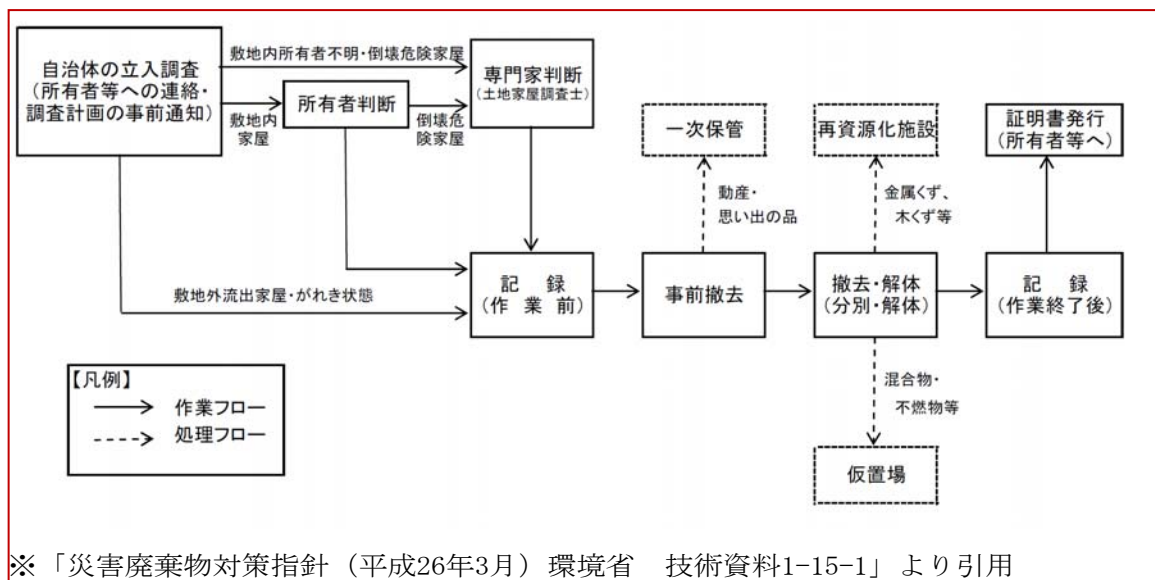 敷地内所有者不明・倒壊危険家屋
自治体の立入調査
(所有者等への連絡・
調査計画の事前通知)
敷地内
家屋
所有者判断
倒壊危
険家屋
専門家判断
(土地家屋調査士)
一次保管
再資源化施設
証明書発行
(所有者等へ)
動産・
思い出の品
金属くず、
木くず等
敷地外流出家屋・がれき状態
記 録
(作 業 前)
事前撤去
撤去・解体
(分別・解体)
記 録
(作業終了後)
【凡例】
作業フロー
処理フロー
混合物・
不燃物等
仮置場
※「災害廃棄物対策指針（平成26年3月）環境省 技術資料1-15-1」より引用